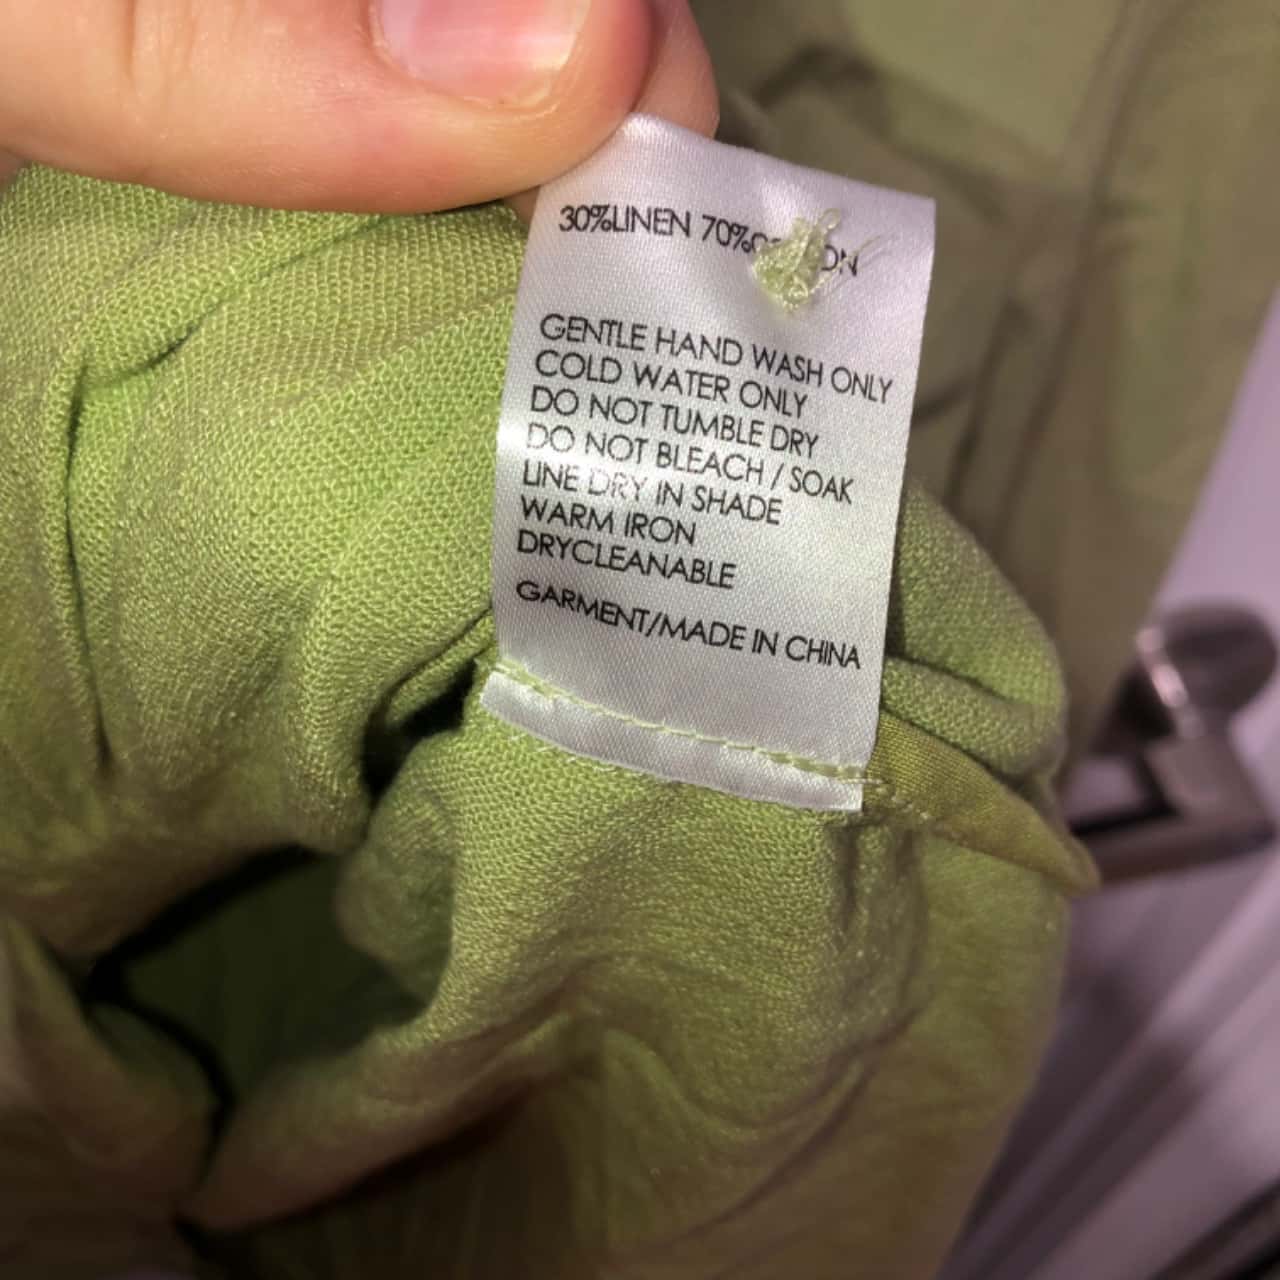 30%LINEN 70%
GENTLE HAND WASH ONLY
COLD WATER ONLY
DO NOT TUMBLE DRY
DO NOT BLEACH / SOAK
LINE DRY IN SHADE
WARM IRON
DRYCLEANABLE
GARMENT/MADE IN CHINA